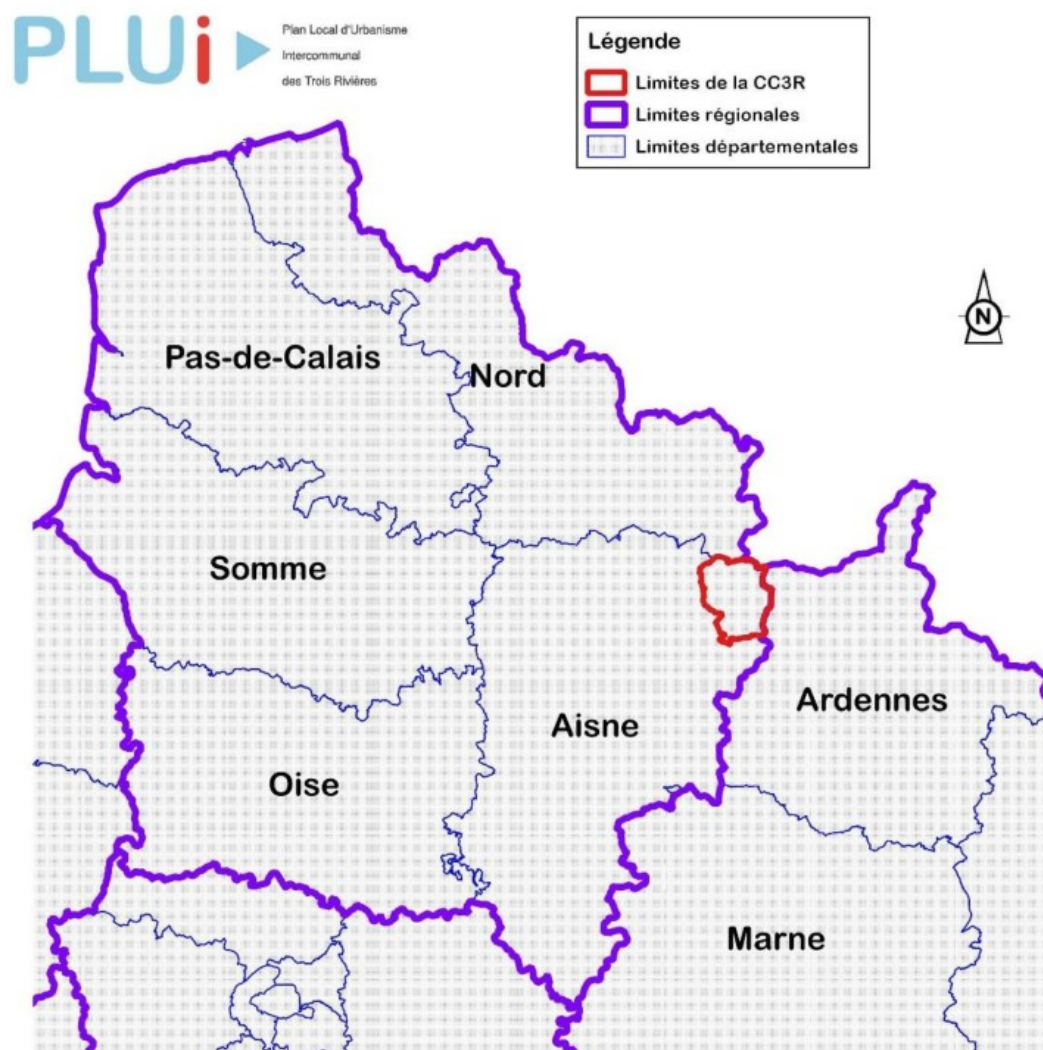 PLUi
Plan Local d'Urbanisme
Intercommunal
des Trois Rivières
Légende
Limites de la CC3R
Limites régionales
Limites départementales
N
Pas-de-Calais
Nord
Somme
Ardennes
Aisne
Oise
Marne